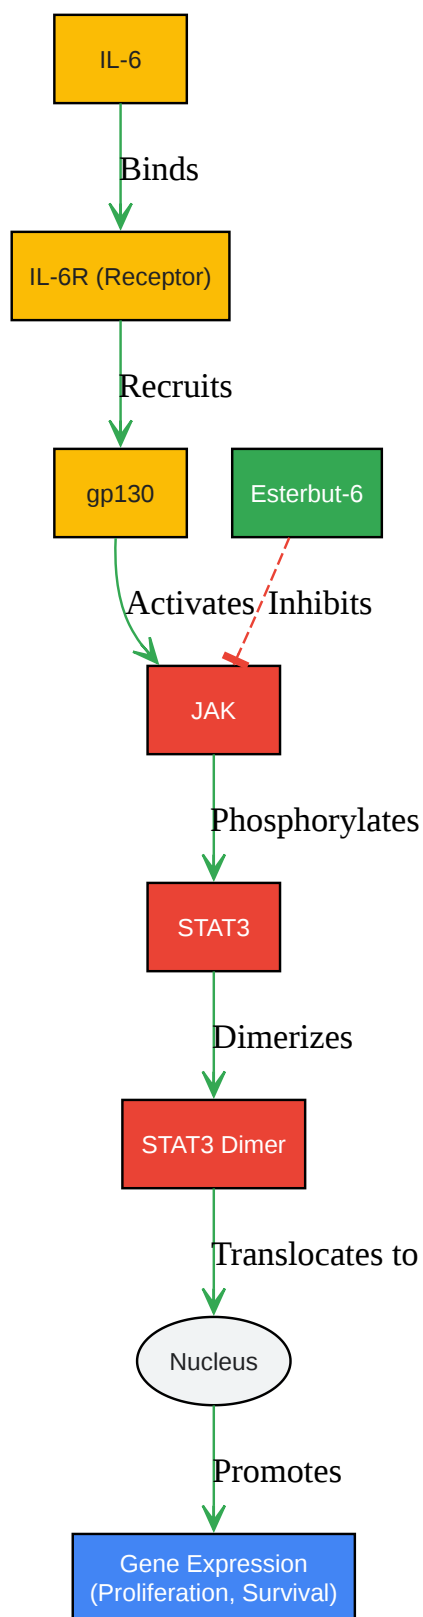 IL-6
Binds
IL-6R (Receptor)
Recruits
gp130
Esterbut-6
Activates
Inhibits
JAK
Phosphorylates
STAT3
Dimerizes
STAT3 Dimer
Translocates to
Nucleus
Promotes
Gene Expression
(Proliferation, Survival)